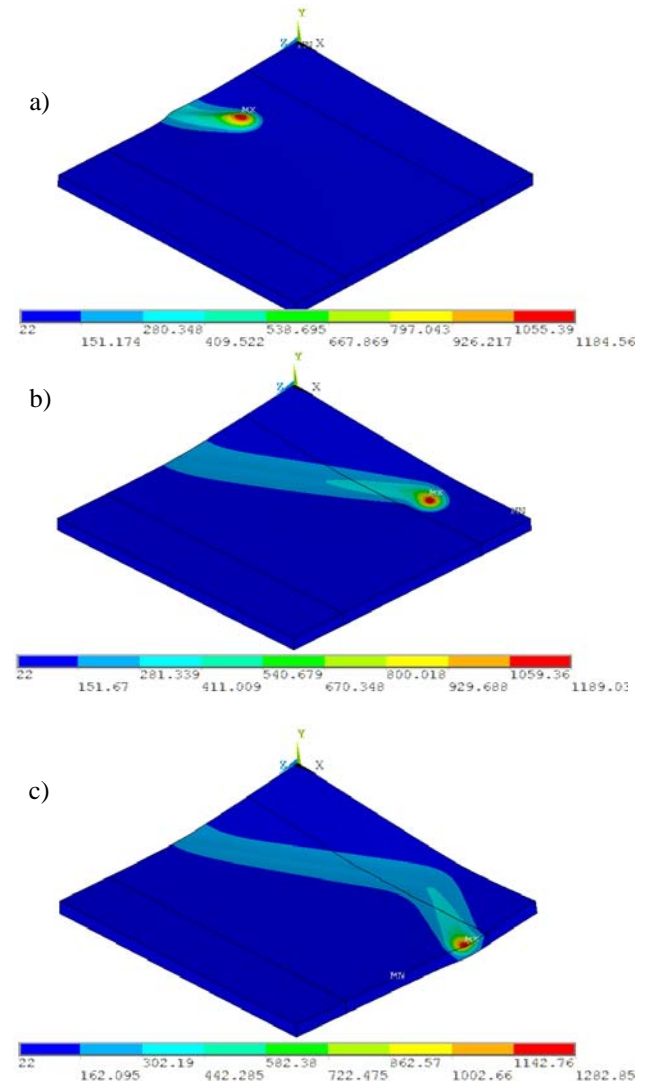 Y
Z X
a)
MX
22 280.348 538.695 797.043 1055.39
151.174 409.522 667.869 926.217 1184.56
b)
Y
Z X
MX
MN
22 281.339 540.679 800.018 1059.36
151.67 411.009 670.348 929.688 1189.03
c)
Y
Z X
MX
MN
22 302.19 582.38 862.57 1142.76
162.095 442.285 722.475 1002.66 1282.85